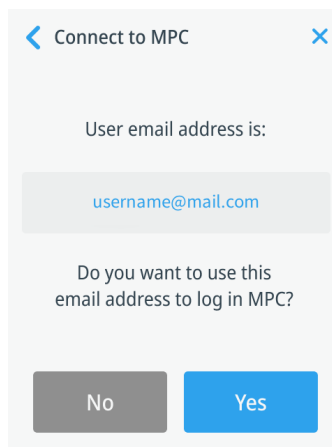 Connect to MPC
User email address is:
username@mail.com
Do you want to use this
email address to log in MPC?
No
Yes